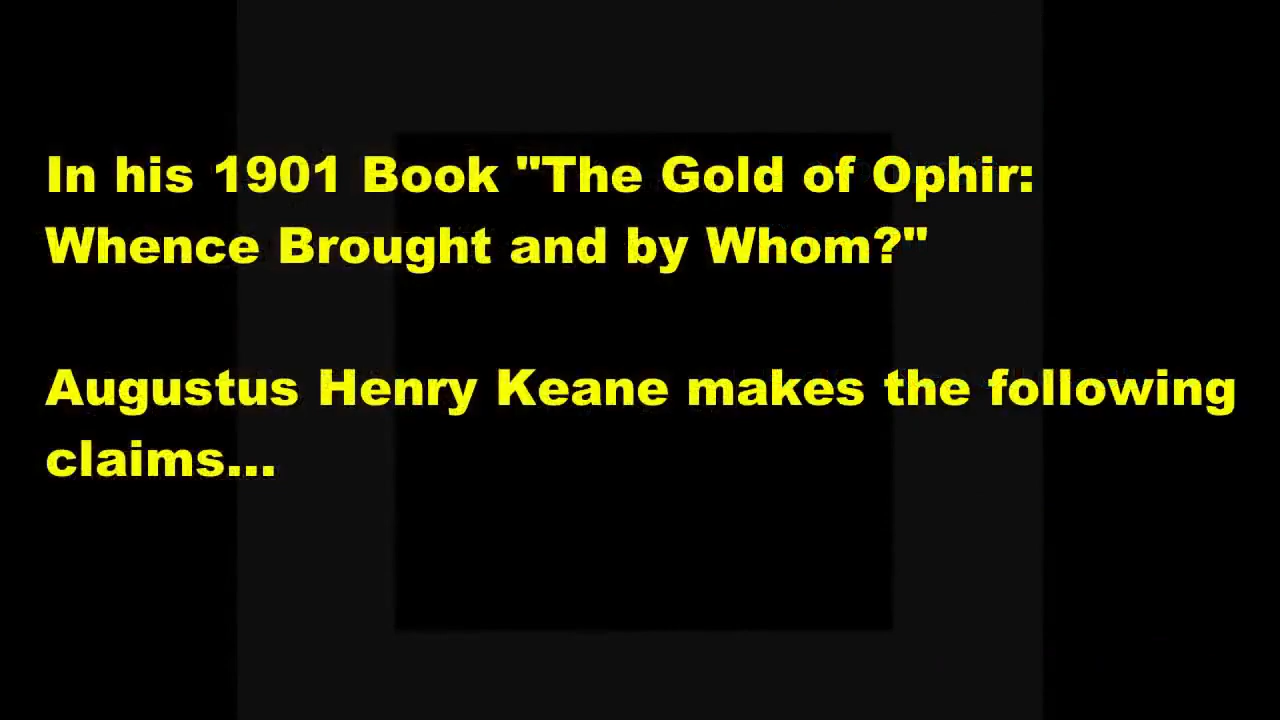 In his 1901 Book "The Gold of Ophir:
Whence Brought and by Whom?"
Augustus Henry Keane makes the following
claims...